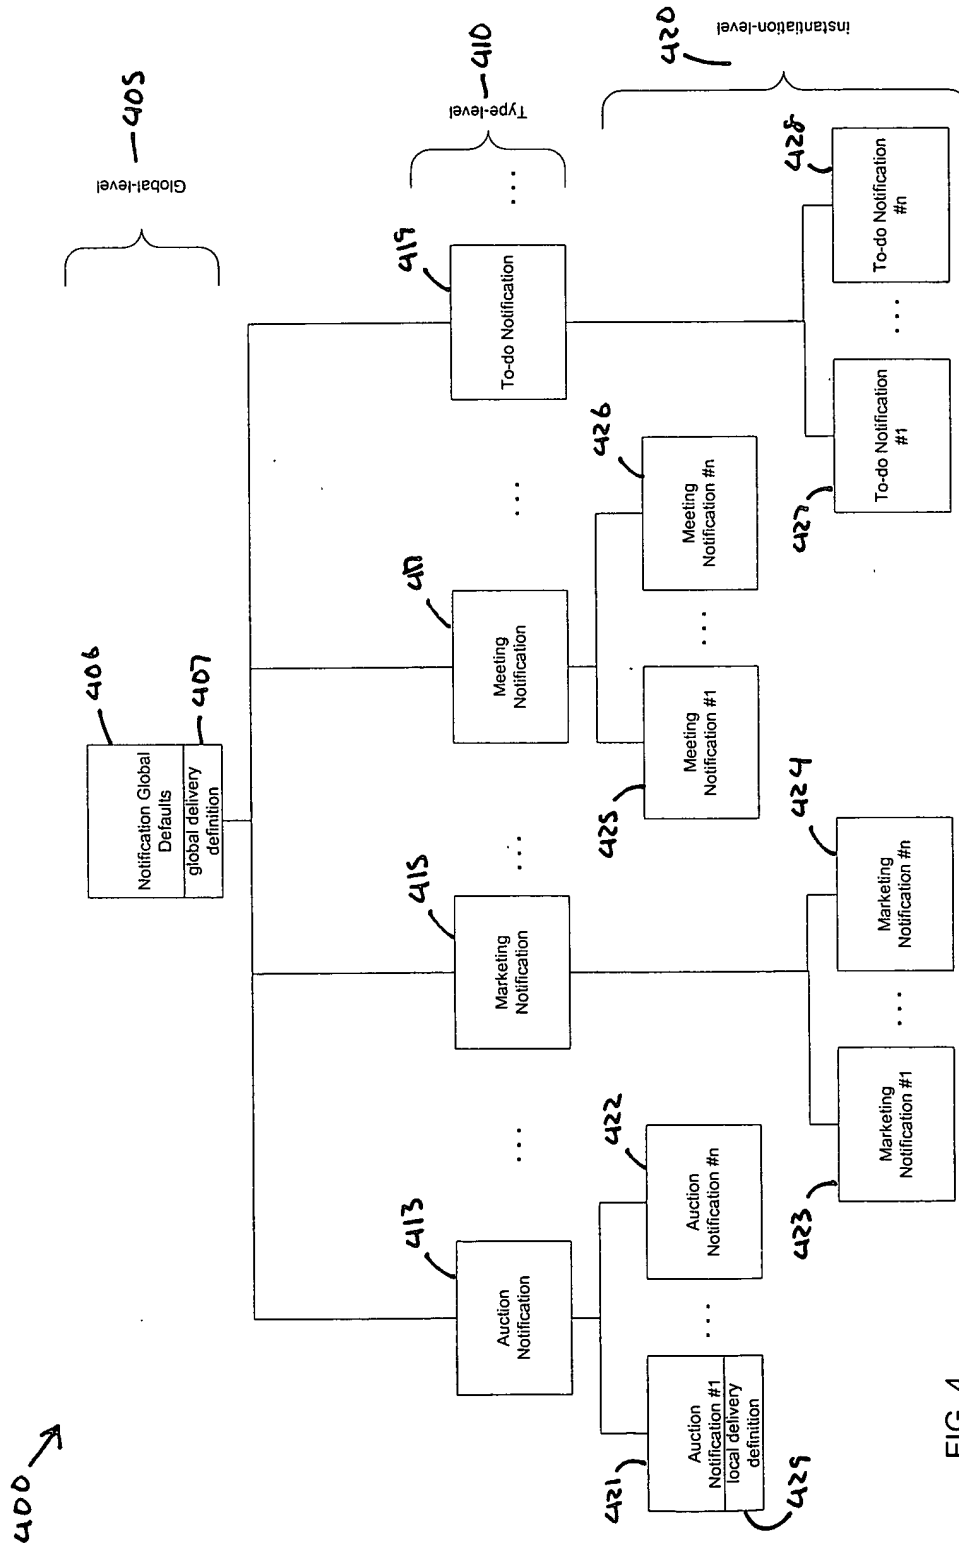 400
405
Global-level
406
Notification Global
Defaults
407
global delivery
definition
410
Type-level
413
Auction
Notification
...
415
Marketing
Notification
...
417
Meeting
Notification
...
419
To-do Notification
...
420
instantiation-level
421
Auction
Notification #1
local delivery
definition
429
...
422
Auction
Notification #n
423
Marketing
Notification #1
...
424
Marketing
Notification #n
425
Meeting
Notification #1
...
426
Meeting
Notification #n
427
To-do Notification
#1
...
428
To-do Notification
#n
FIG. 4